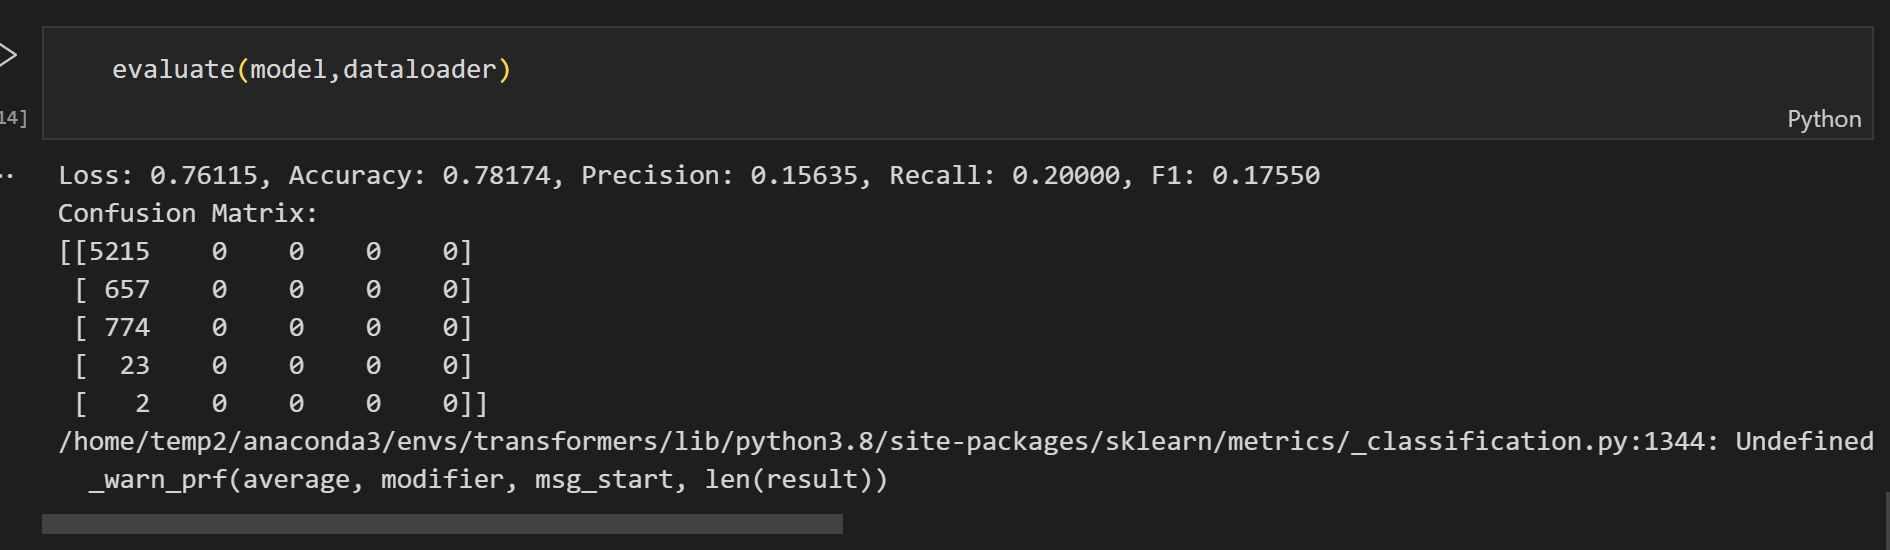 evaluate(model,dataloader)
14]
Python
Loss: 0.76115, Accuracy: 0.78174, Precision: 0.15635, Recall: 0.20000, F1: 0.17550
Confusion Matrix:
[[5215    0    0    0    0]
 [ 657    0    0    0    0]
 [ 774    0    0    0    0]
 [  23    0    0    0    0]
 [   2    0    0    0    0]]
/home/temp2/anaconda3/envs/transformers/lib/python3.8/site-packages/sklearn/metrics/_classification.py:1344: Undefined
  _warn_prf(average, modifier, msg_start, len(result))